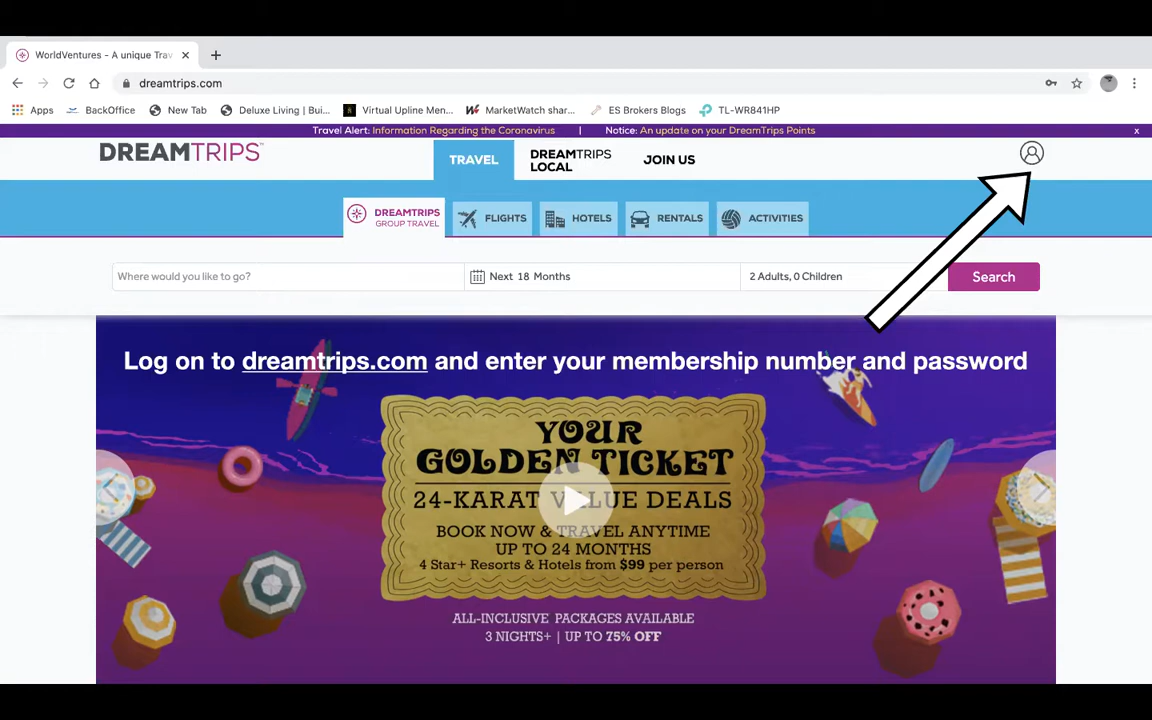 WorldVentures - A unique Trav
dreamtrips.com
Apps BackOffice New Tab Deluxe Living | Bui... Virtual Upline Men... MarketWatch shar... ES Brokers Blogs TL-WR841HP
Travel Alert: Information Regarding the Coronavirus | Notice: An update on your DreamTrips Points x
DREAMTRIPS™
TRAVEL
DREAMTRIPS
LOCAL
JOIN US
DREAMTRIPS
GROUP TRAVEL
FLIGHTS HOTELS RENTALS ACTIVITIES
Where would you like to go? Next 18 Months 2 Adults, 0 Children Search
Log on to dreamtrips.com and enter your membership number and password
YOUR
GOLDEN TICKET
24-KARAT VALUE DEALS
BOOK NOW & TRAVEL ANYTIME
UP TO 24 MONTHS
4 Star+ Resorts & Hotels from $99 per person
ALL-INCLUSIVE PACKAGES AVAILABLE
3 NIGHTS+ | UP TO 75% OFF